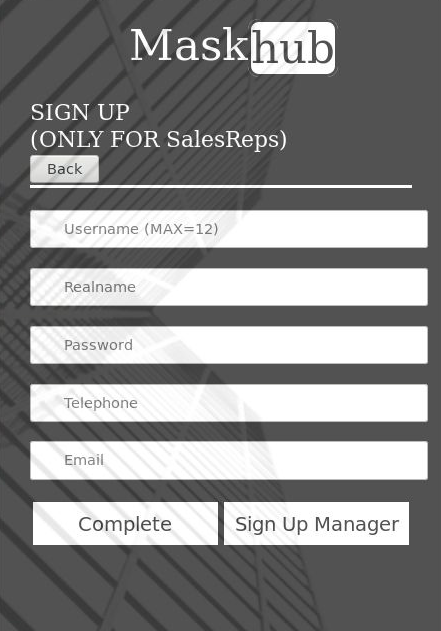 Maskhub
SIGN UP
(ONLY FOR SalesReps)
Back
Username (MAX=12)
Realname
Password
Telephone
Email
Complete
Sign Up Manager